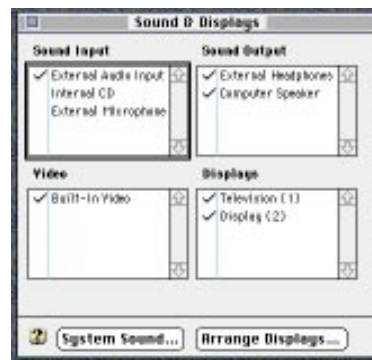 Sound & Displays
Sound Input
✓ External Audio Input
Internal CD
External Microphone
Sound Output
✓ External Headphones
✓ Computer Speaker
Video
✓ Built-In Video
Displays
✓ Television (1)
✓ Display (2)
System Sound...
Arrange Displays...